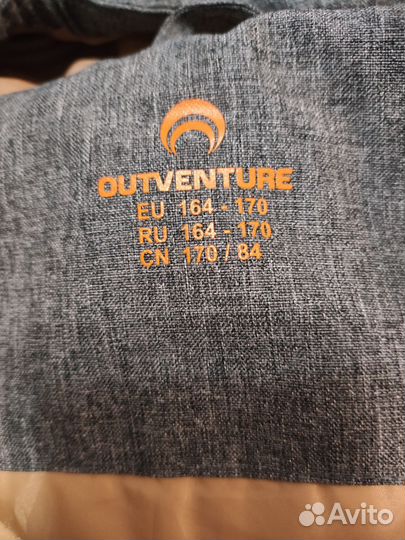 OUTVENTURE
EU 164 - 170
RU 164 - 170
CN 170 / 84
Avito